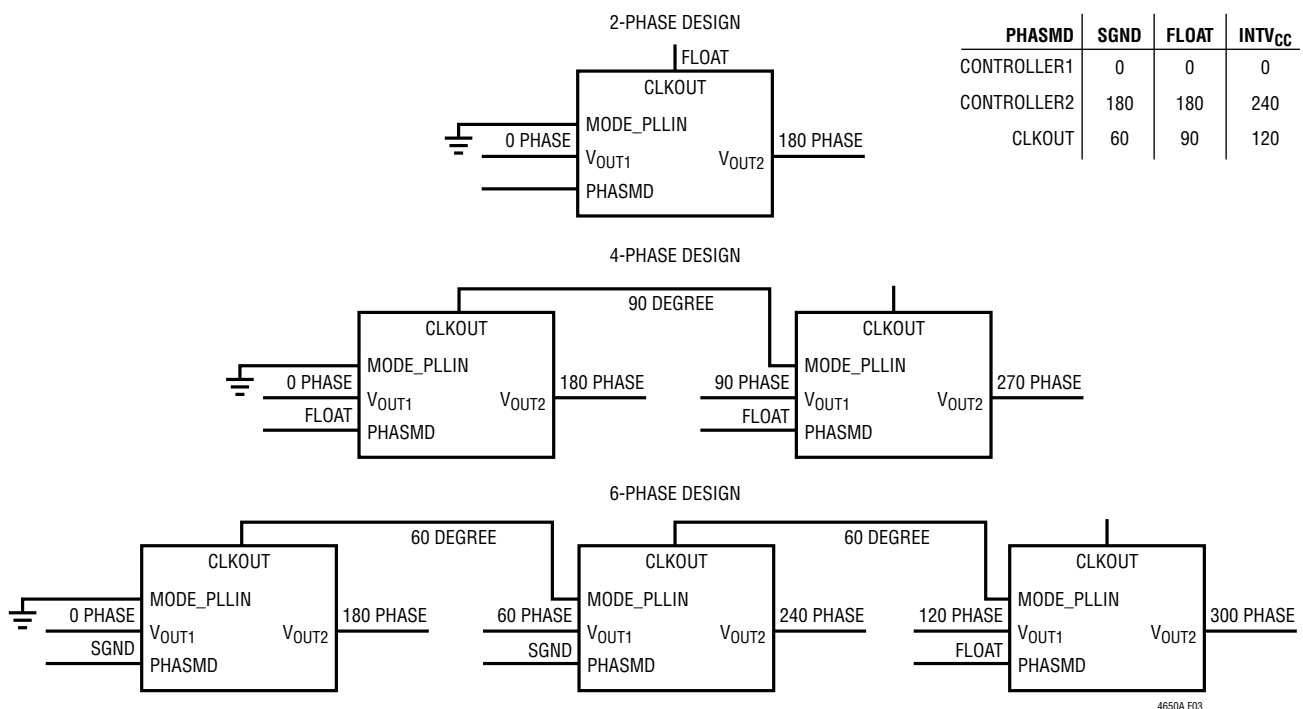 2-PHASE DESIGN
FLOAT
CLKOUT
MODE_PLLIN
0 PHASE
VOUT1
VOUT2
180 PHASE
PHASMD
PHASMD SGND FLOAT INTVCC
CONTROLLER1 0 0 0
CONTROLLER2 180 180 240
CLKOUT 60 90 120
4-PHASE DESIGN
90 DEGREE
CLKOUT
MODE_PLLIN
0 PHASE
VOUT1
VOUT2
180 PHASE
FLOAT
PHASMD
CLKOUT
MODE_PLLIN
90 PHASE
VOUT1
VOUT2
270 PHASE
FLOAT
PHASMD
6-PHASE DESIGN
60 DEGREE
60 DEGREE
CLKOUT
MODE_PLLIN
0 PHASE
VOUT1
VOUT2
180 PHASE
SGND
PHASMD
CLKOUT
MODE_PLLIN
60 PHASE
VOUT1
VOUT2
240 PHASE
SGND
PHASMD
CLKOUT
MODE_PLLIN
120 PHASE
VOUT1
VOUT2
300 PHASE
FLOAT
PHASMD
4650A F03